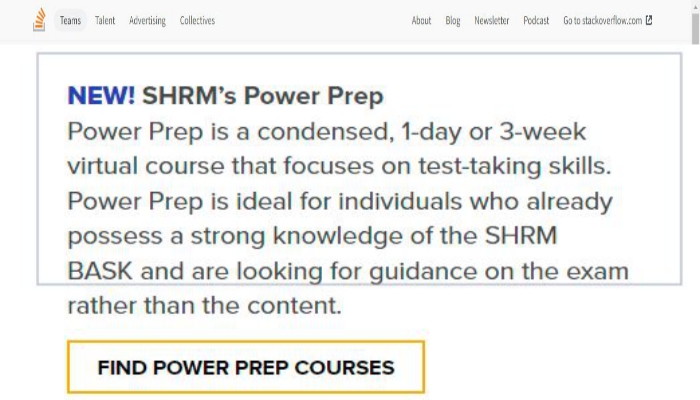 Teams Talent Advertising Collectives About Blog Newsletter Podcast Go to stackoverflow.com
NEW! SHRM's Power Prep
Power Prep is a condensed, 1-day or 3-week
virtual course that focuses on test-taking skills.
Power Prep is ideal for individuals who already
possess a strong knowledge of the SHRM
BASK and are looking for guidance on the exam
rather than the content.
FIND POWER PREP COURSES